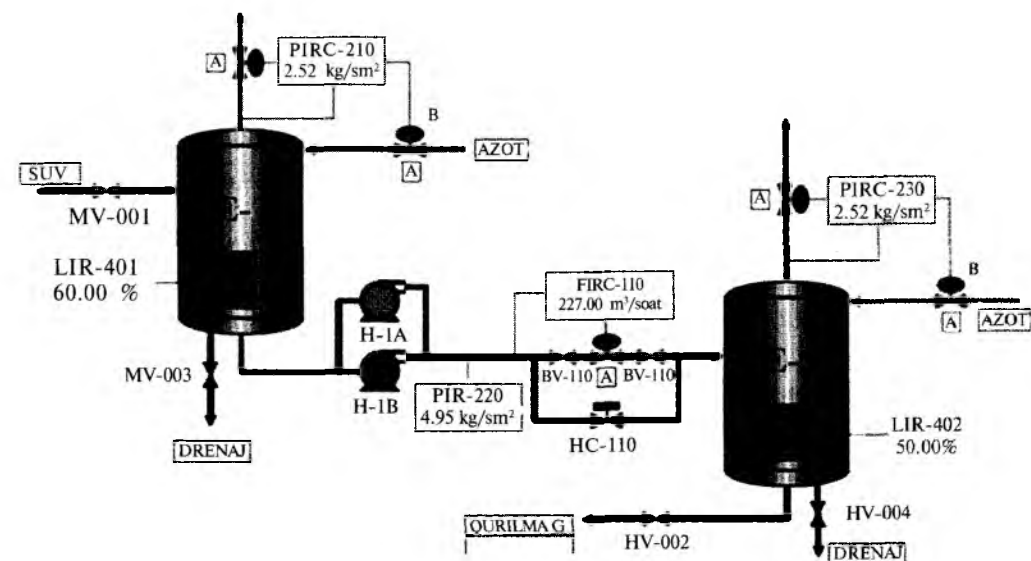 PIRC-210
2.52 kg/sm²
A
B
AZOT
A
SUV
MV-001
PIRC-230
2.52 kg/sm²
A
LIR-401
60.00 %
B
FIRC-110
227.00 m³/soat
H-1A
A
AZOT
MV-003
BV-110
A
BV-110
H-1B
PIR-220
4.95 kg/sm²
HC-110
LIR-402
50.00%
DRENAJ
QURILMA G
HV-002
HV-004
DRENAJ